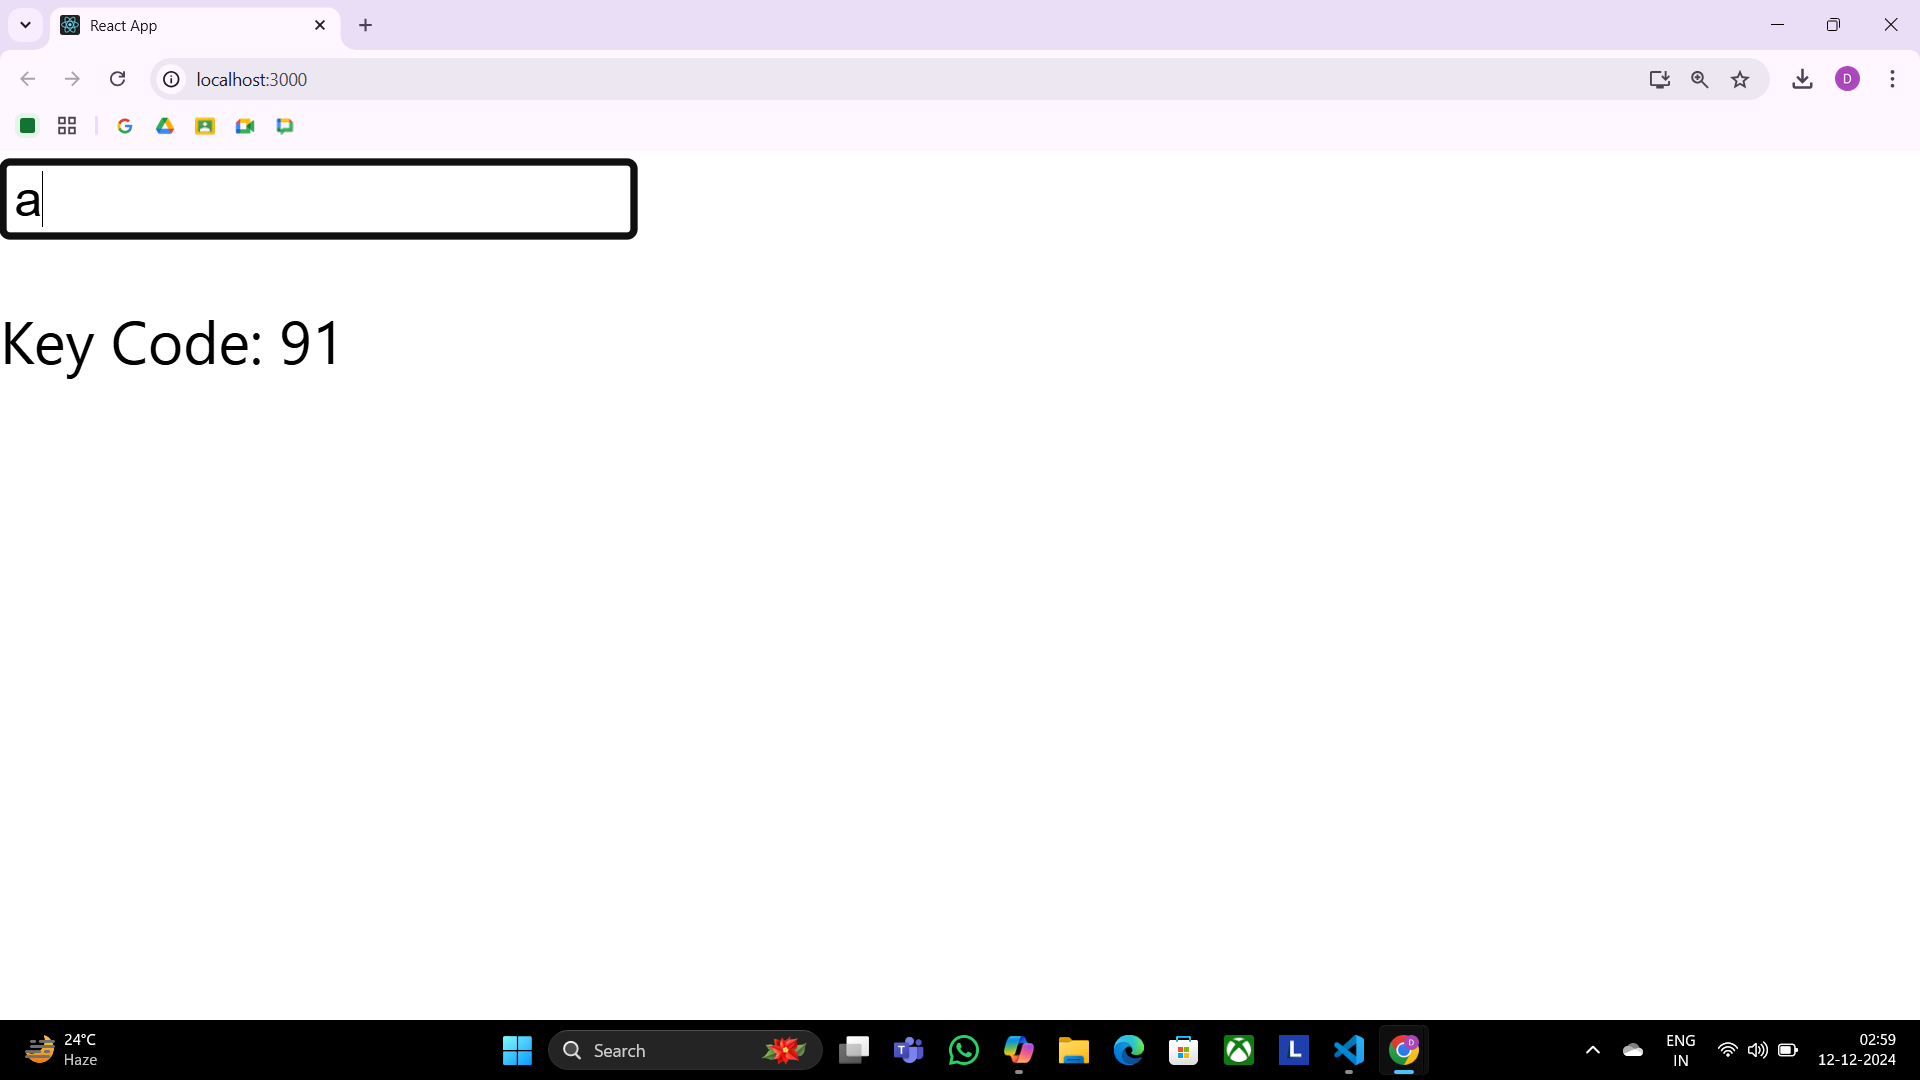 React App
localhost:3000
D
a
Key Code: 91
24°C
Haze
Search
T
L
D
ENG
IN
02:59
12-12-2024